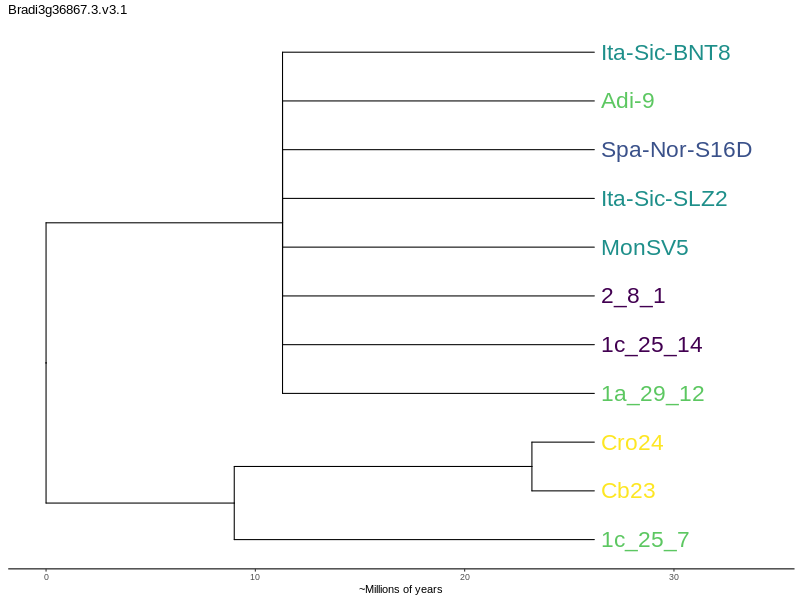 Bradi3g36867.3.v3.1
Ita-Sic-BNT8
Adi-9
Spa-Nor-S16D
Ita-Sic-SLZ2
MonSV5
2_8_1
1c_25_14
1a_29_12
Cro24
Cb23
1c_25_7
0 10 20 30
~Millions of years